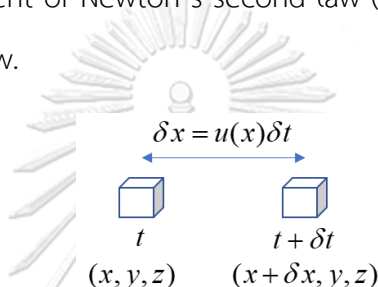 ent of Newton's second law (
w.
δx = u(x)δt
t
t + δt
(x, y, z)
(x + δx, y, z)